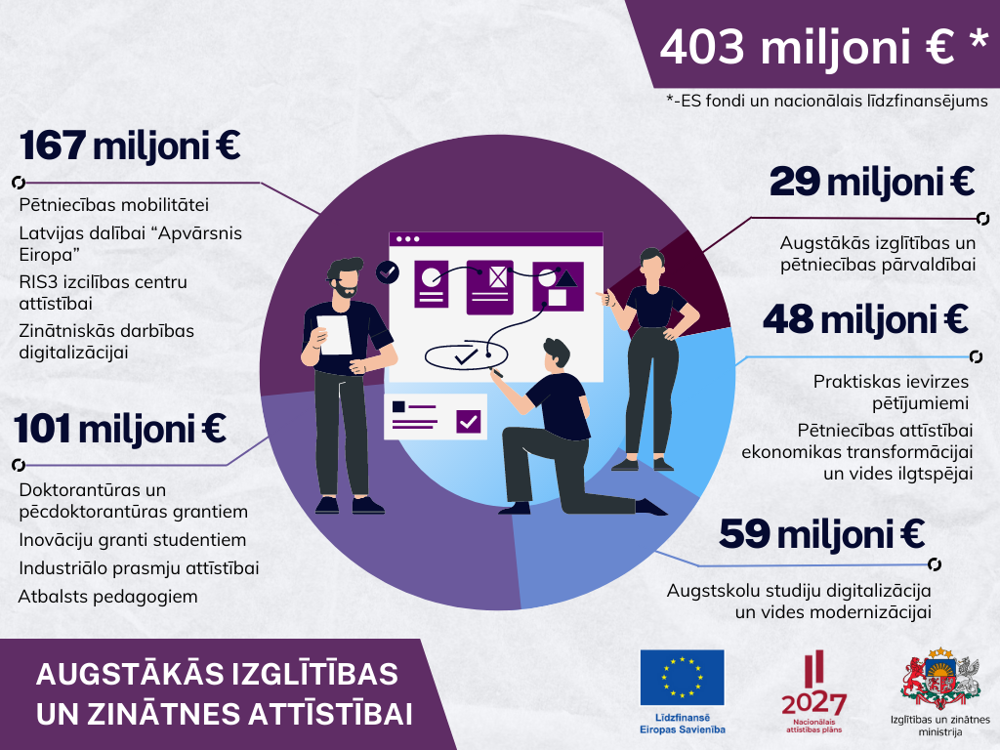 403 miljoni € *
*-ES fondi un nacionālais līdzfinansējums
167 miljoni €
Pētniecības mobilitātei
Latvijas dalībai “Apvārsnis
Eiropa”
RIS3 izcilības centru
attīstībai
Zinātniskās darbības
digitalizācijai
101 miljoni €
Doktorantūras un
pēcdoktorantūras grantiem
Inovāciju granti studentiem
Industriālo prasmju attīstībai
Atbalsts pedagogiem
29 miljoni €
Augstākās izglītības un
pētniecības pārvaldībai
48 miljoni €
Praktiskas ievirzes
pētījumiemi
Pētniecības attīstībai
ekonomikas transformācijai
un vides ilgtspējai
59 miljoni €
Augstskolu studiju digitalizācija
un vides modernizācijai
AUGSTĀKĀS IZGLĪTĪBAS
UN ZINĀTNES ATTĪSTĪBAI
Līdzfinansē
Eiropas Savienība
2027
Nacionālais
attīstības plāns
Izglītības un zinātnes
ministrija